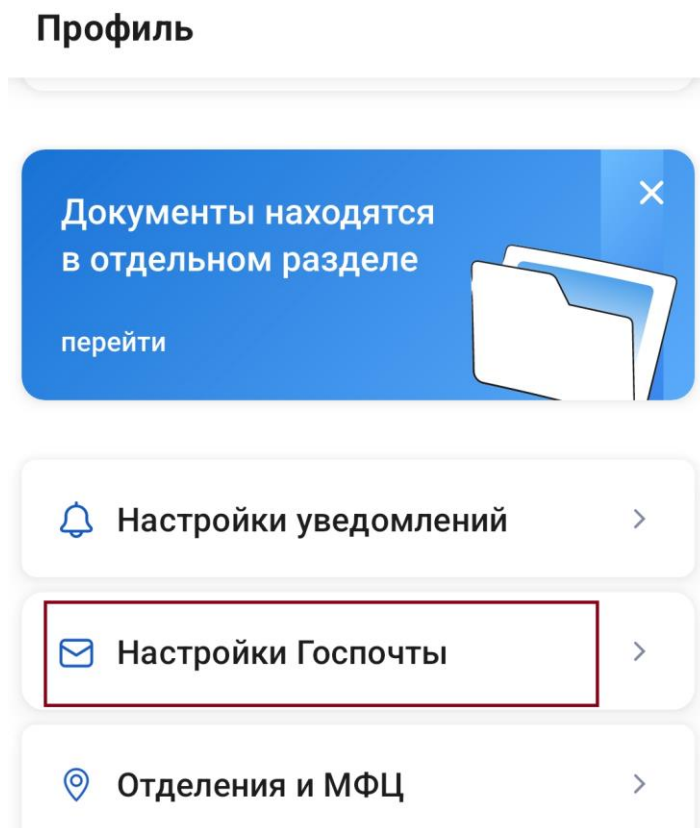 Профиль
Документы находятся
в отдельном разделе
перейти
Настройки уведомлений
Настройки Госпочты
Отделения и МФЦ